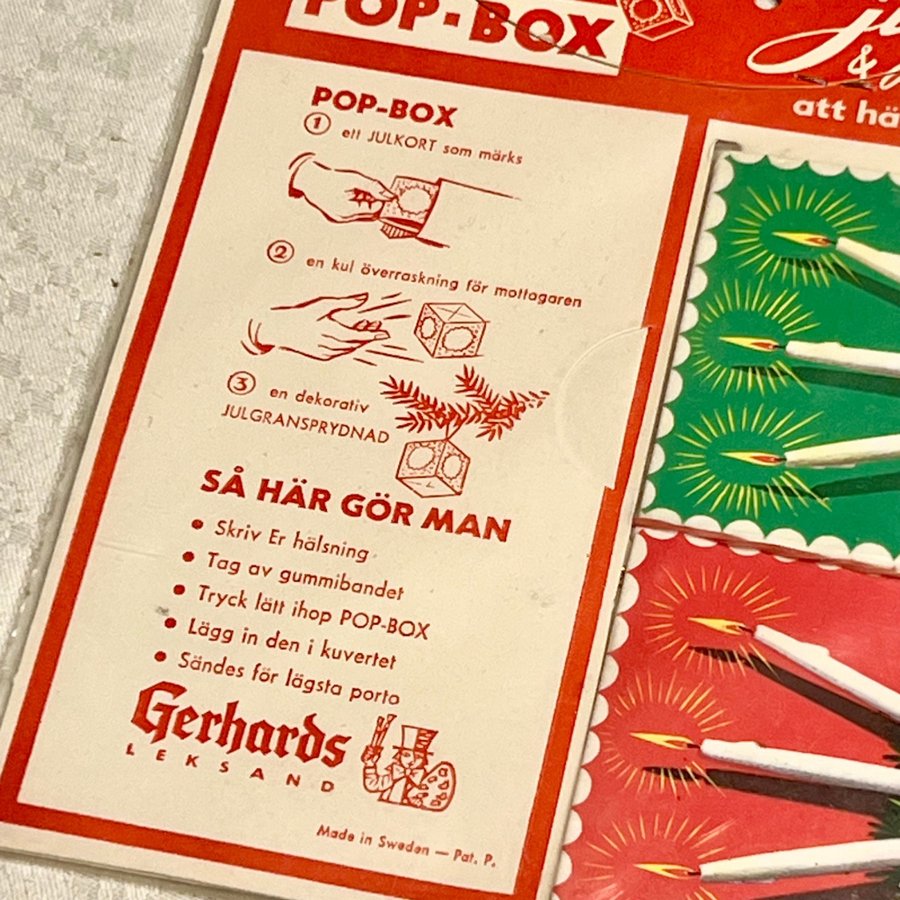 POP-BOX
&
att hä
POP-BOX
1 ett JULKORT som märks
2 en kul överraskning för mottagaren
3 en dekorativ
JULGRANSPRYDNAD
SÅ HÄR GÖR MAN
• Skriv Er hälsning
• Tag av gummibandet
• Tryck lätt ihop POP-BOX
• Lägg in den i kuvertet
• Sändes för lägsta porto
Gerhards
LEKSAND
Made in Sweden — Pat. P.